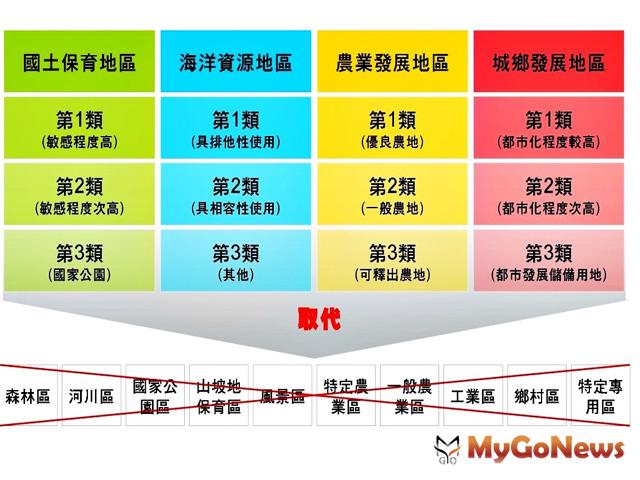 國土保育地區 海洋資源地區 農業發展地區 城鄉發展地區
第1類 第1類 第1類 第1類
(敏感程度高) (具排他性使用) (優良農地) (都市化程度較高)
第2類 第2類 第2類 第2類
(敏感程度次高) (具相容性使用) (一般農地) (都市化程度次高)
第3類 第3類 第3類 第3類
(國家公園) (其他) (可釋出農地) (都市發展儲備用地)
取代
森林區 河川區 國家公園區 山坡地保育區 風景區 特定農業區 一般農業區 工業區 鄉村區 特定專用區
GO MyGoNews